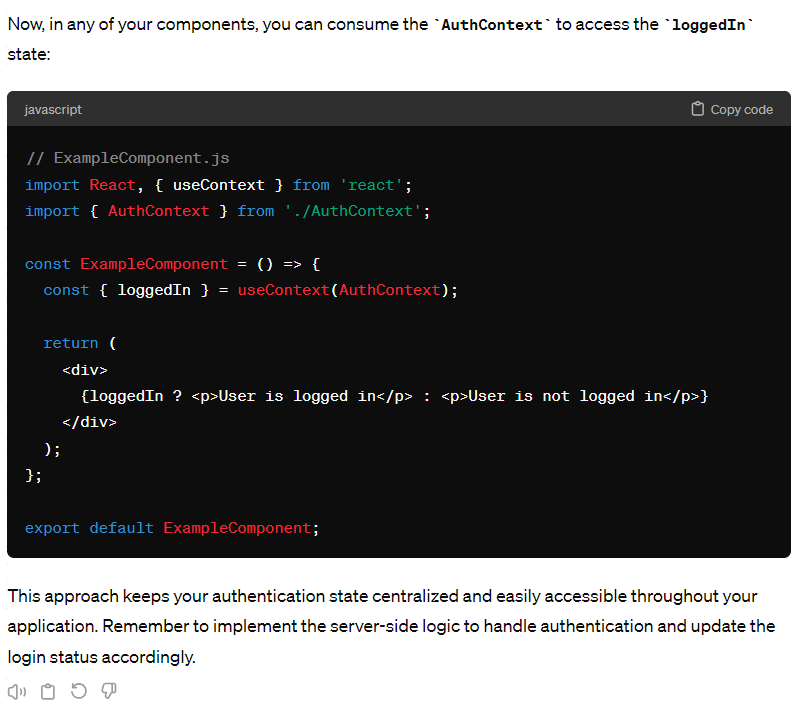 Now, in any of your components, you can consume the `AuthContext` to access the `loggedIn`
state:
javascript
Copy code
// ExampleComponent.js
import React, { useContext } from 'react';
import { AuthContext } from './AuthContext';
const ExampleComponent = () => {
  const { loggedIn } = useContext(AuthContext);
  return (
    <div>
      {loggedIn ? <p>User is logged in</p> : <p>User is not logged in</p>}
    </div>
  );
};
export default ExampleComponent;
This approach keeps your authentication state centralized and easily accessible throughout your
application. Remember to implement the server-side logic to handle authentication and update the
login status accordingly.